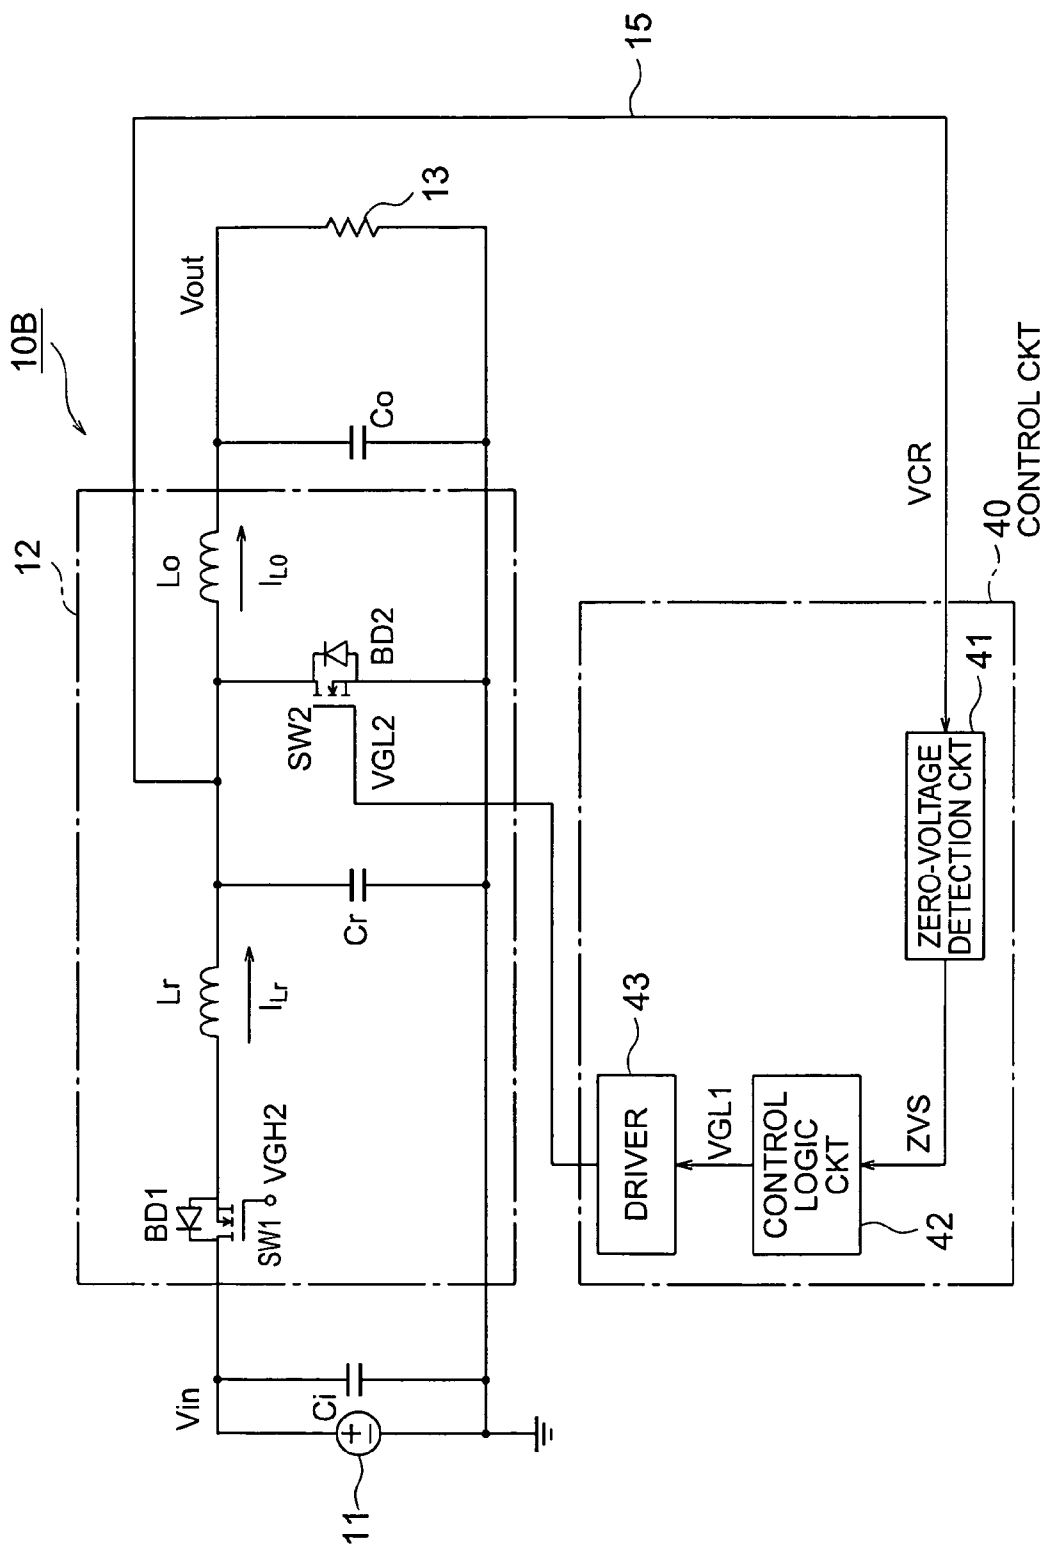 10B
12
15
Vin
11
Ci
BD1
SW1
VGH2
Lr
ILr
Cr
Lo
IL0
SW2
BD2
VGL2
Co
Vout
13
VCR
40
CONTROL CKT
43
DRIVER
VGL1
CONTROL
LOGIC
CKT
42
ZVS
ZERO-VOLTAGE
DETECTION CKT
41